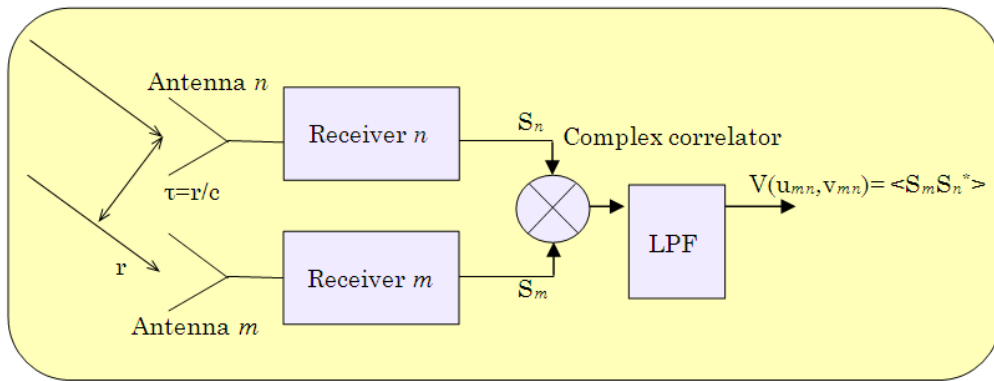 Antenna n
Receiver n
Sₙ
Complex correlator
τ=r/c
V(uₘₙ,vₘₙ)= <SₘSₙ*>
LPF
r
Receiver m
Sₘ
Antenna m